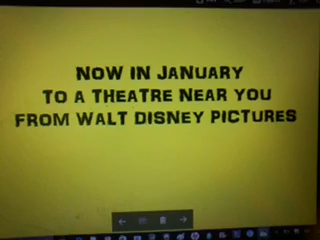 NOW IN JANUARY
TO A THEATRE NEAR YOU
FROM WALT DISNEY PICTURES